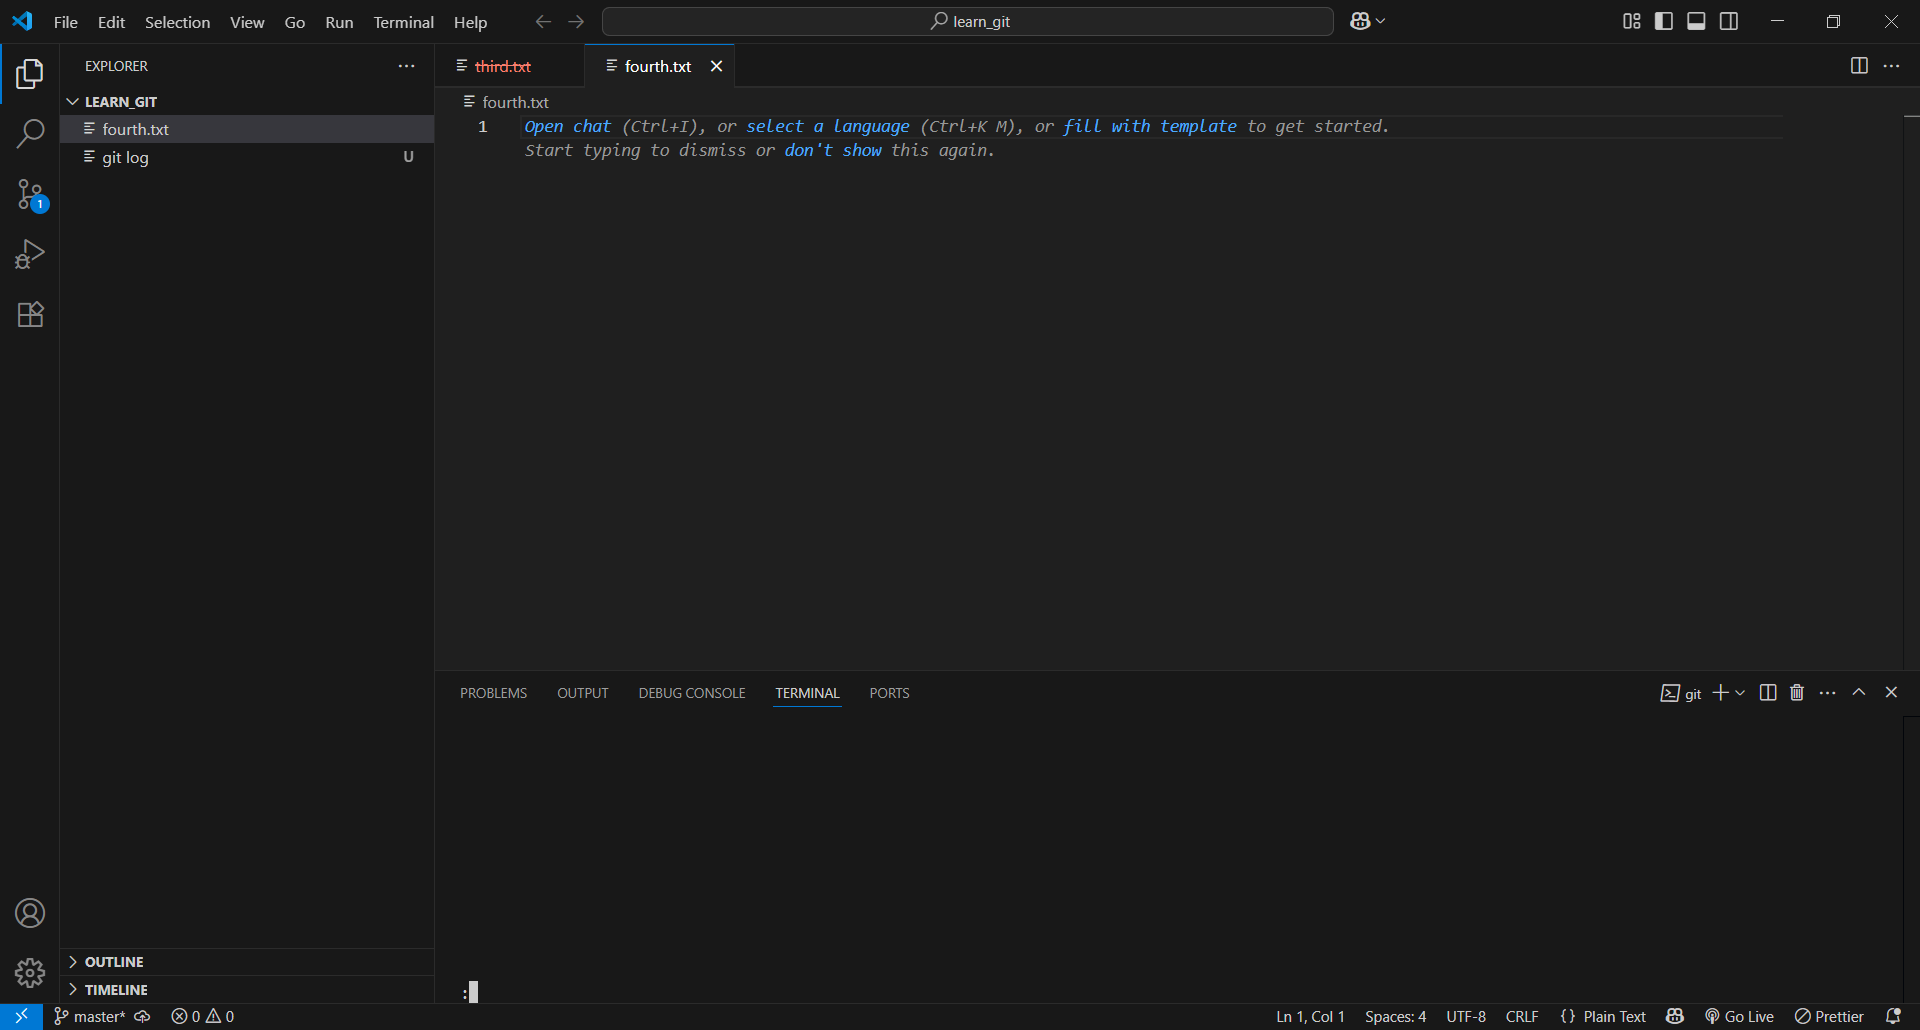 File Edit Selection View Go Run Terminal Help
learn_git
EXPLORER
LEARN_GIT
fourth.txt
git log U
1
OUTLINE
TIMELINE
third.txt
fourth.txt
fourth.txt
1 Open chat (Ctrl+I), or select a language (Ctrl+K M), or fill with template to get started.
Start typing to dismiss or don't show this again.
PROBLEMS OUTPUT DEBUG CONSOLE TERMINAL PORTS
git
:
master* 0 0 Ln 1, Col 1 Spaces: 4 UTF-8 CRLF {} Plain Text Go Live Prettier